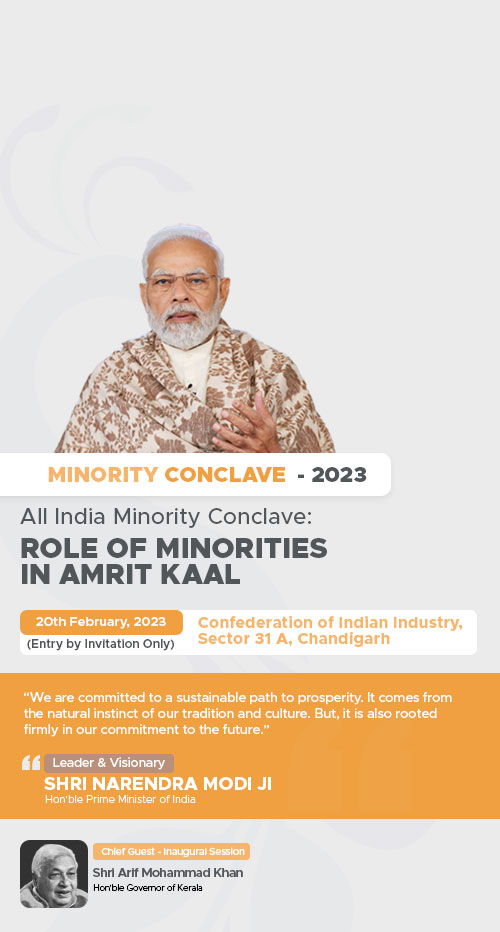 MINORITY CONCLAVE - 2023
All India Minority Conclave:
ROLE OF MINORITIES
IN AMRIT KAAL
20th February, 2023
(Entry by Invitation Only)
Confederation of Indian Industry,
Sector 31 A, Chandigarh
“We are committed to a sustainable path to prosperity. It comes from
the natural instinct of our tradition and culture. But, it is also rooted
firmly in our commitment to the future.”
Leader & Visionary
SHRI NARENDRA MODI JI
Hon'ble Prime Minister of India
Chief Guest - Inaugural Session
Shri Arif Mohammad Khan
Hon'ble Governor of Kerala